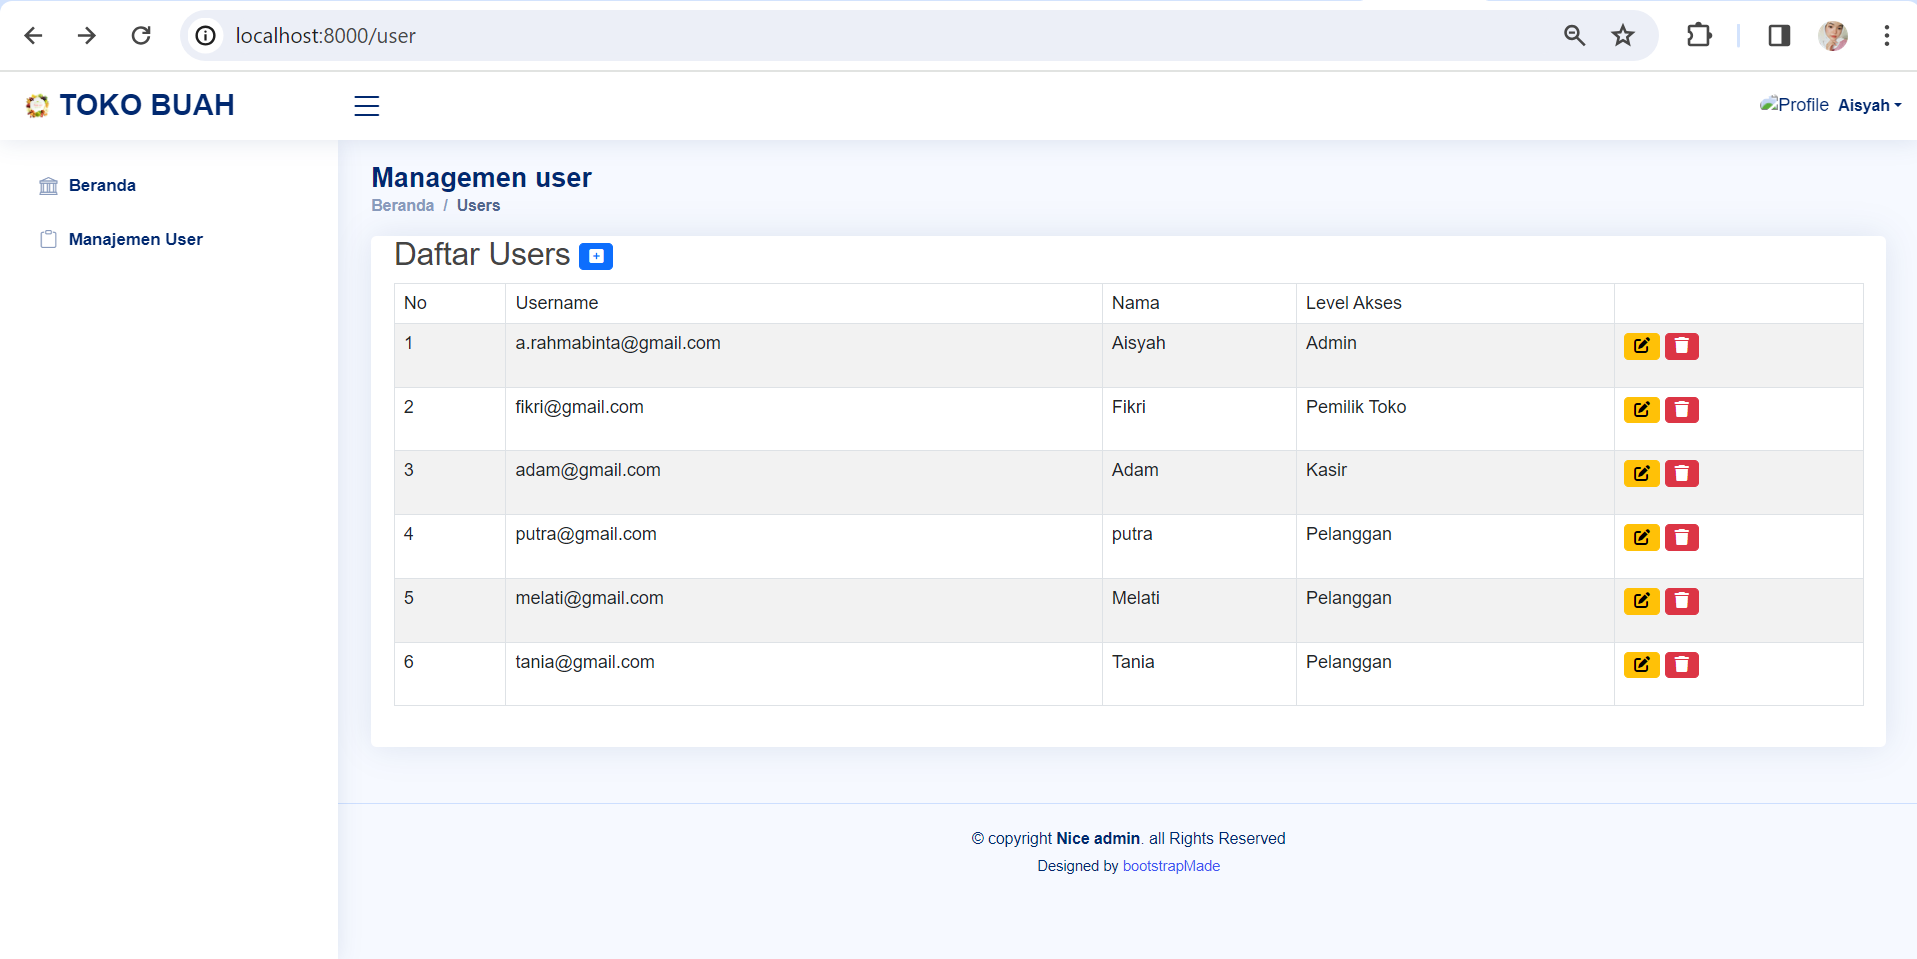 localhost:8000/user
TOKO BUAH
Profile Aisyah
Beranda
Manajemen User
Managemen user
Beranda / Users
Daftar Users
No Username Nama Level Akses
1 a.rahmabinta@gmail.com Aisyah Admin
2 fikri@gmail.com Fikri Pemilik Toko
3 adam@gmail.com Adam Kasir
4 putra@gmail.com putra Pelanggan
5 melati@gmail.com Melati Pelanggan
6 tania@gmail.com Tania Pelanggan
© copyright Nice admin. all Rights Reserved
Designed by bootstrapMade